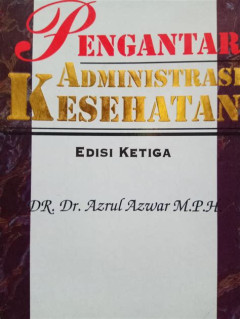 PENGANTAR
ADMINISTRASI
KESEHATAN
EDISI KETIGA
DR. Dr. Azrul Azwar M.P.H.